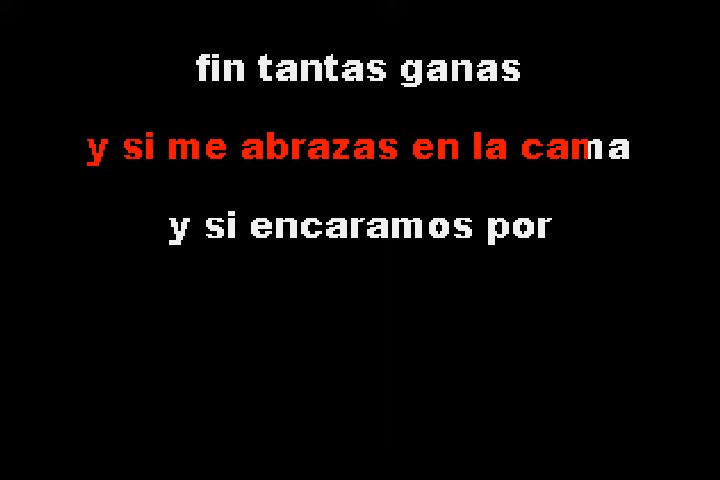 fin tantas ganas
y si me abrazas en la cama
y si encaramos por